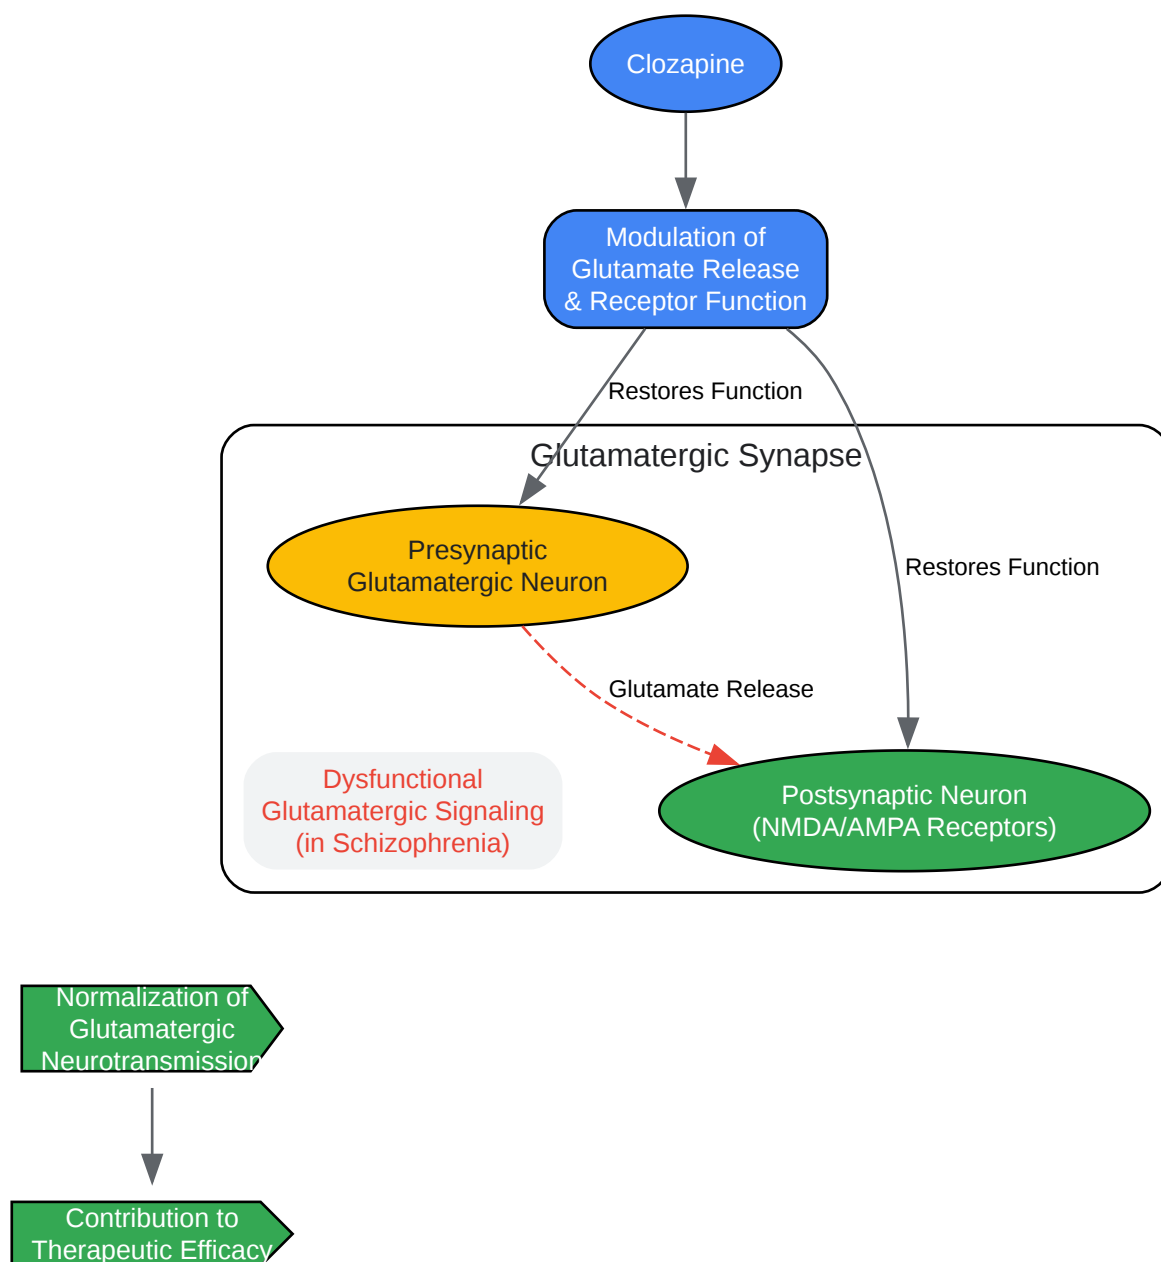 Clozapine
Modulation of
Glutamate Release
& Receptor Function
Restores Function
Glutamatergic Synapse
Presynaptic
Glutamatergic Neuron
Restores Function
Glutamate Release
Dysfunctional
Glutamatergic Signaling
(in Schizophrenia)
Postsynaptic Neuron
(NMDA/AMPA Receptors)
Normalization of
Glutamatergic
Neurotransmission
Contribution to
Therapeutic Efficacy